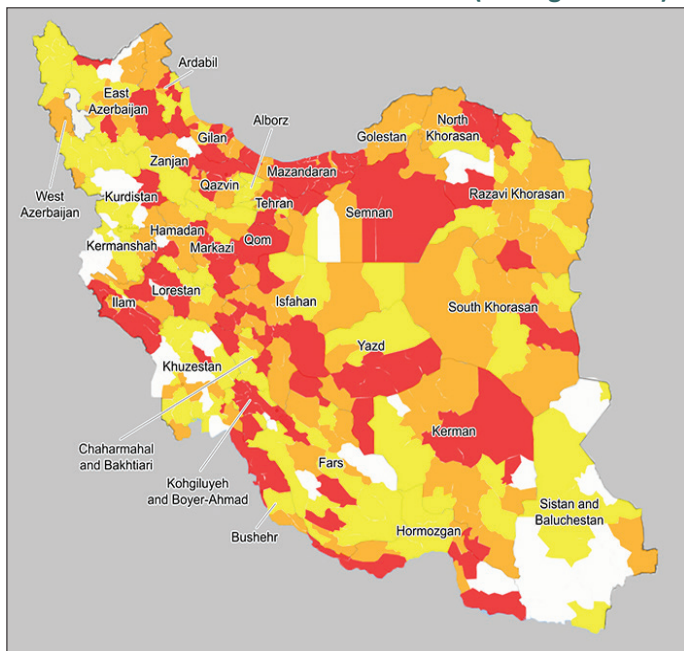 Ardabil
East
Azerbaijan
Alborz
Gilan
North
Khorasan
Golestan
Zanjan
Mazandaran
West
Azerbaijan
Qazvin
Kurdistan
Tehran
Semnan
Razavi Khorasan
Hamadan
Qom
Kermanshah
Markazi
Ilam
Lorestan
Isfahan
South Khorasan
Yazd
Khuzestan
Kerman
Chaharmahal
and Bakhtiari
Fars
Kohgiluyeh
and Boyer-Ahmad
Sistan and
Baluchestan
Bushehr
Hormozgan